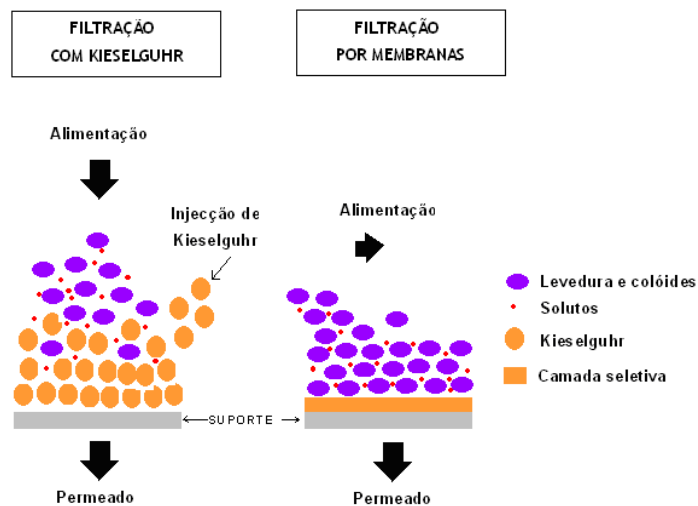 FILTRAÇÃO
COM KIESELGUHR
FILTRAÇÃO
POR MEMBRANAS
Alimentação
Injecção de
Kieselguhr
Alimentação
Levedura e colóides
Solutos
Kieselguhr
Camada seletiva
SUPORTE
Permeado
Permeado